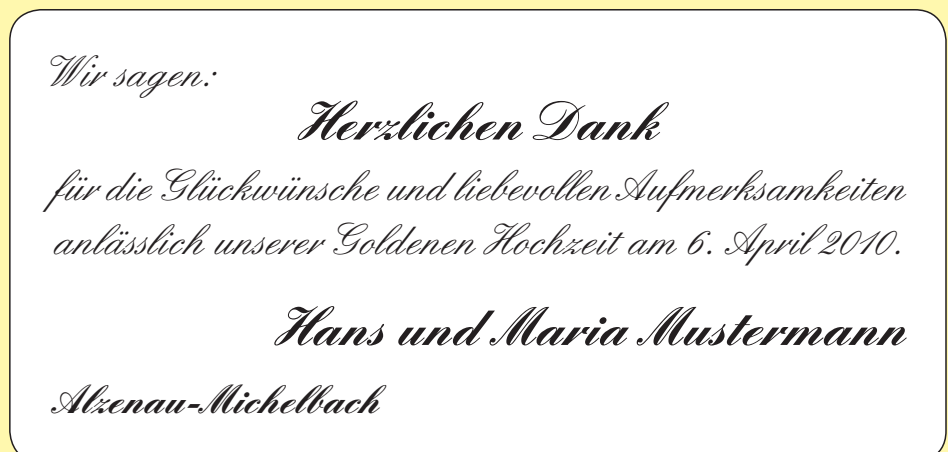 Wir sagen:
Herzlichen Dank
für die Glückwünsche und liebevollen Aufmerksamkeiten
anlässlich unserer Goldenen Hochzeit am 6. April 2010.
Hans und Maria Mustermann
Alzenau-Michelbach